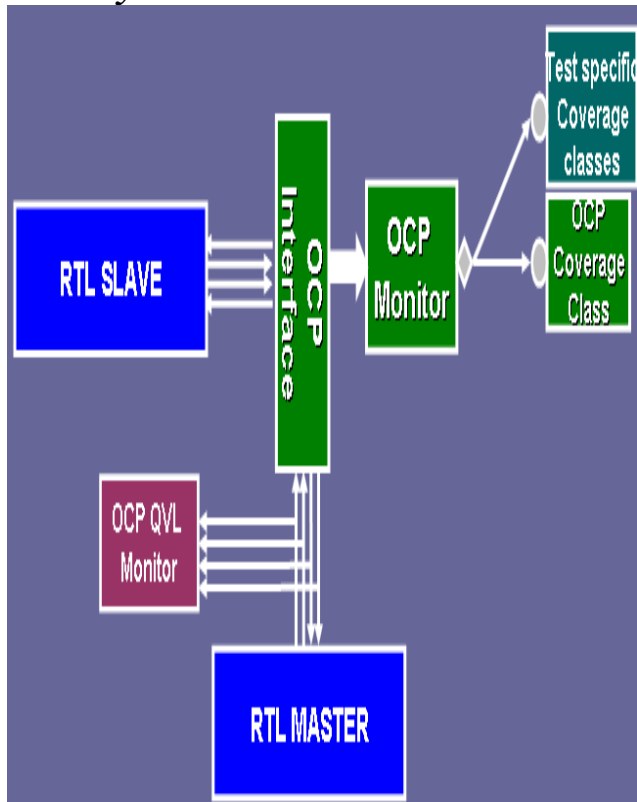 Test specific
Coverage
classes
OCP
Interface
OCP
Monitor
OCP
Coverage
Class
RTL SLAVE
OCP QVL
Monitor
RTL MASTER